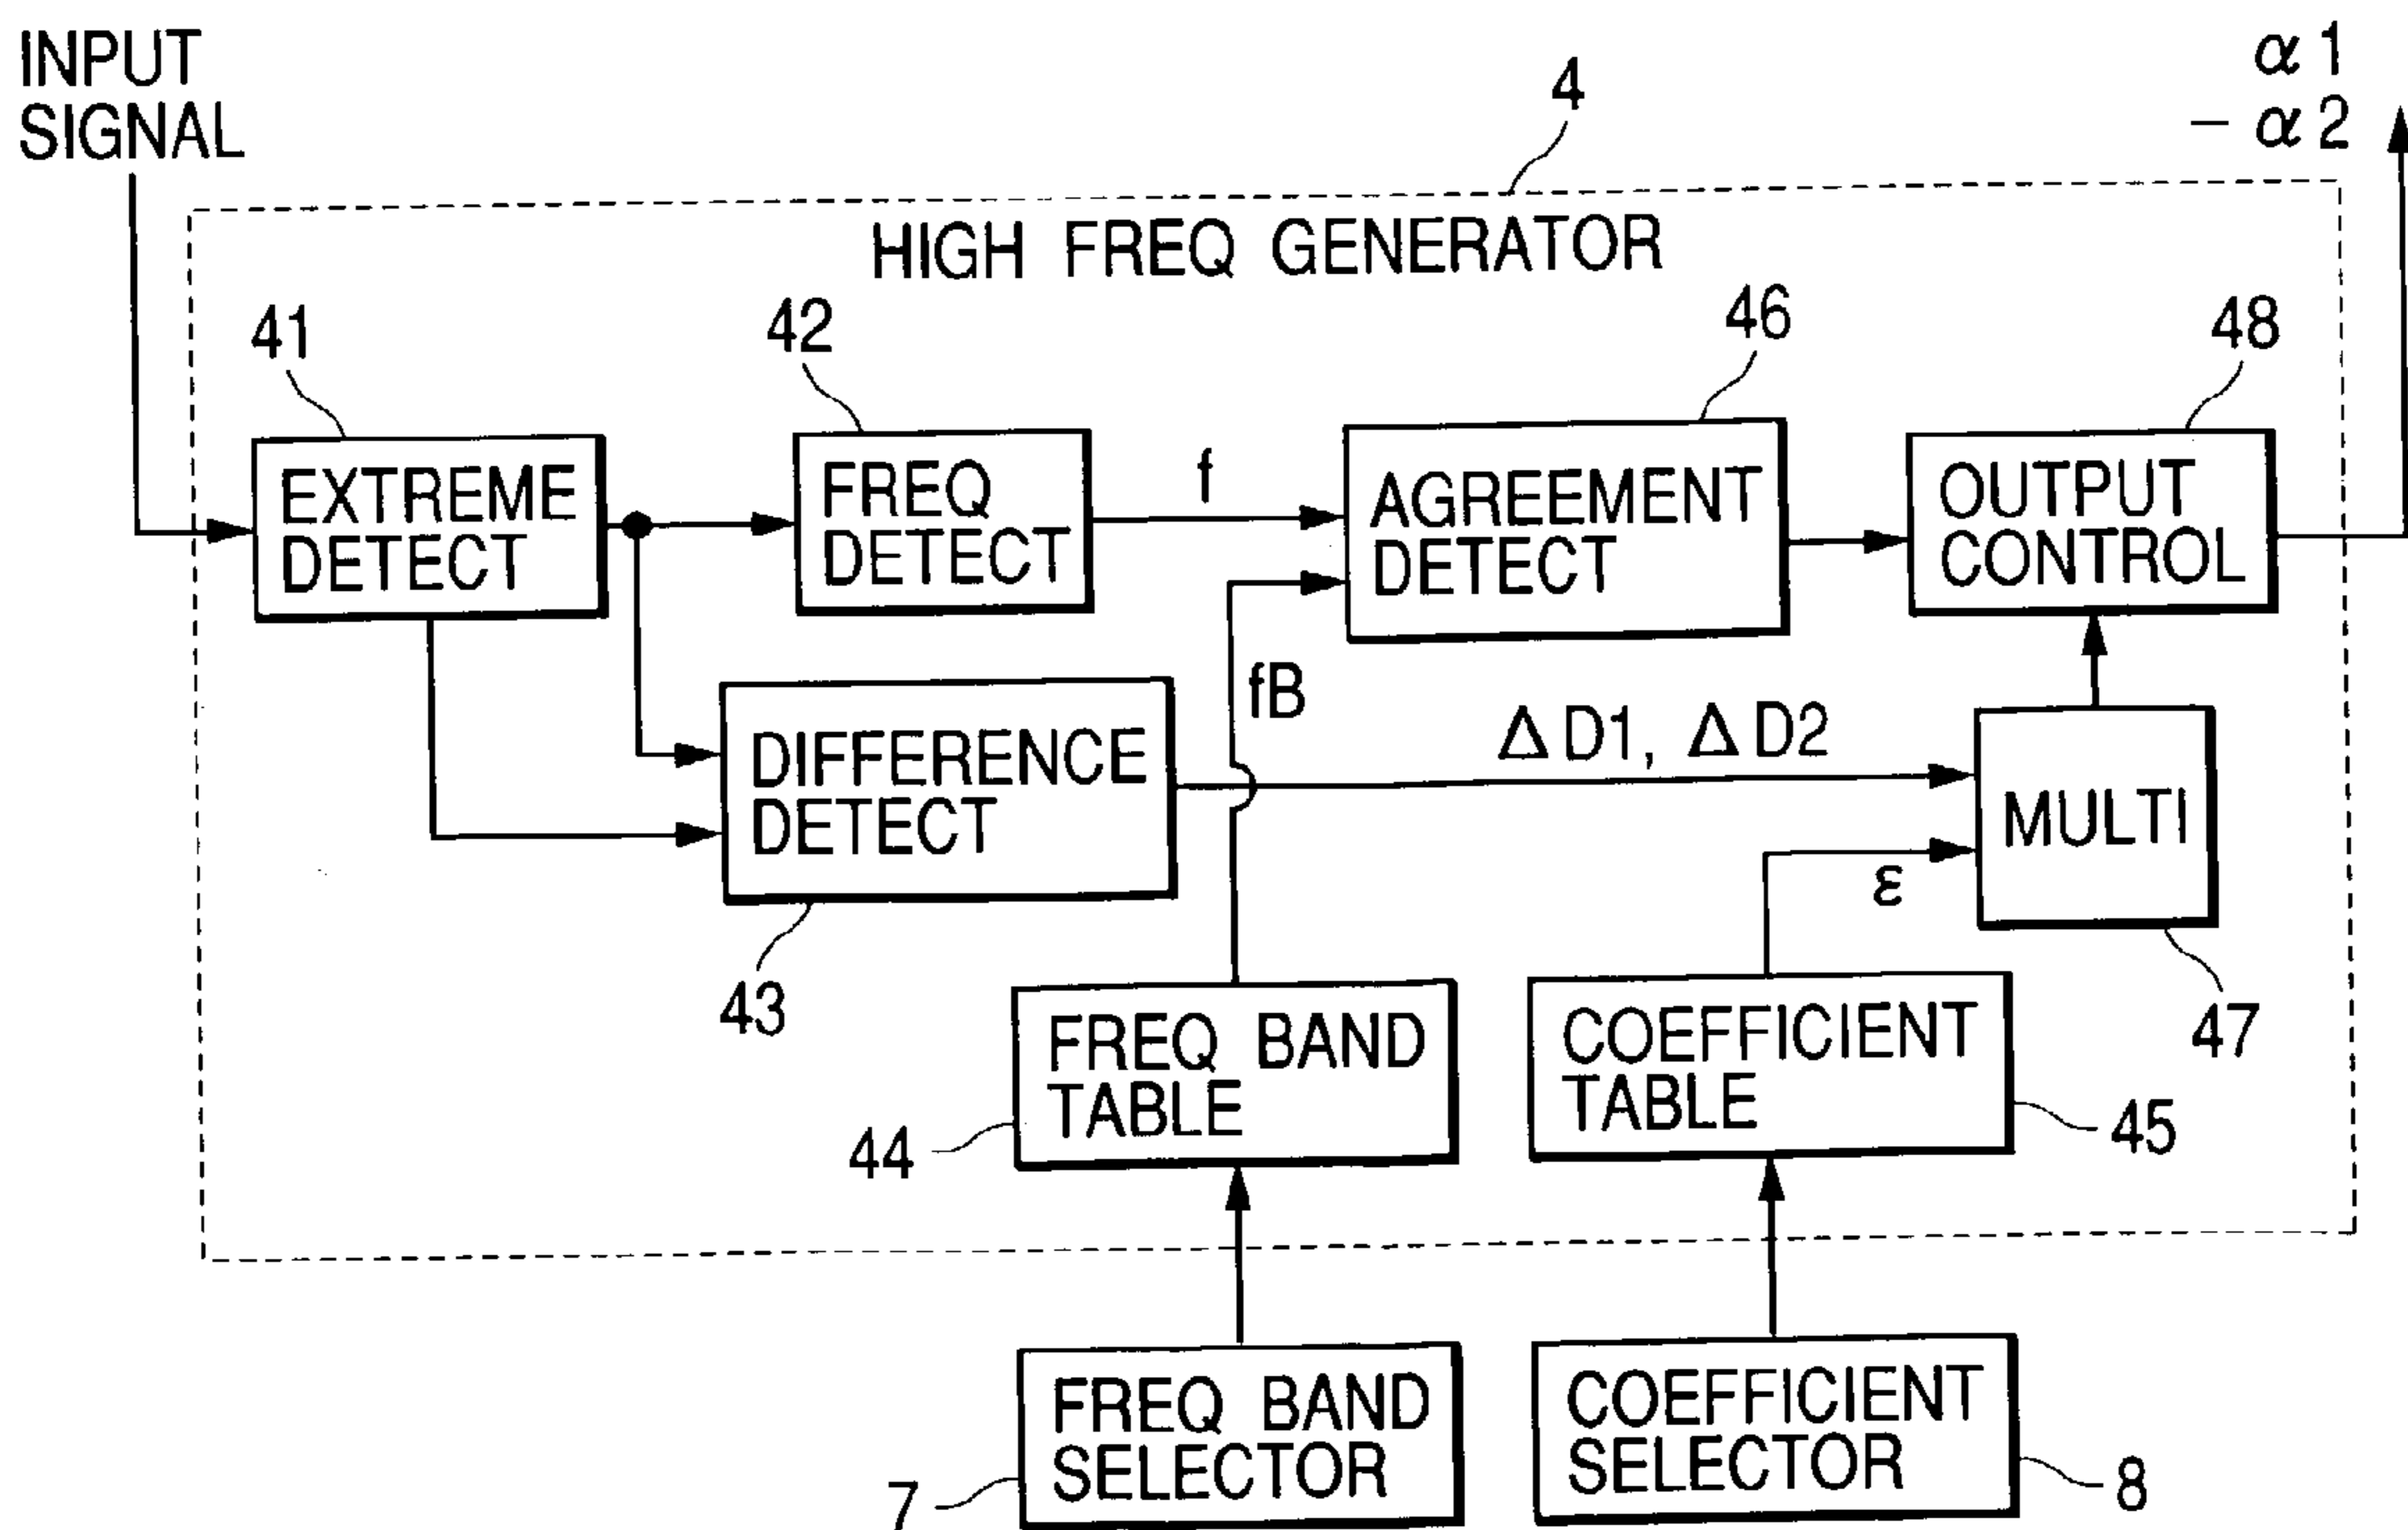 INPUT
SIGNAL
α1
− α2
4
HIGH FREQ GENERATOR
41
42
46
48
EXTREME
DETECT
FREQ
DETECT
f
AGREEMENT
DETECT
OUTPUT
CONTROL
fB
DIFFERENCE
DETECT
Δ D1, Δ D2
MULTI
ε
43
47
FREQ BAND
TABLE
44
COEFFICIENT
TABLE
45
FREQ BAND
SELECTOR
7
COEFFICIENT
SELECTOR
8